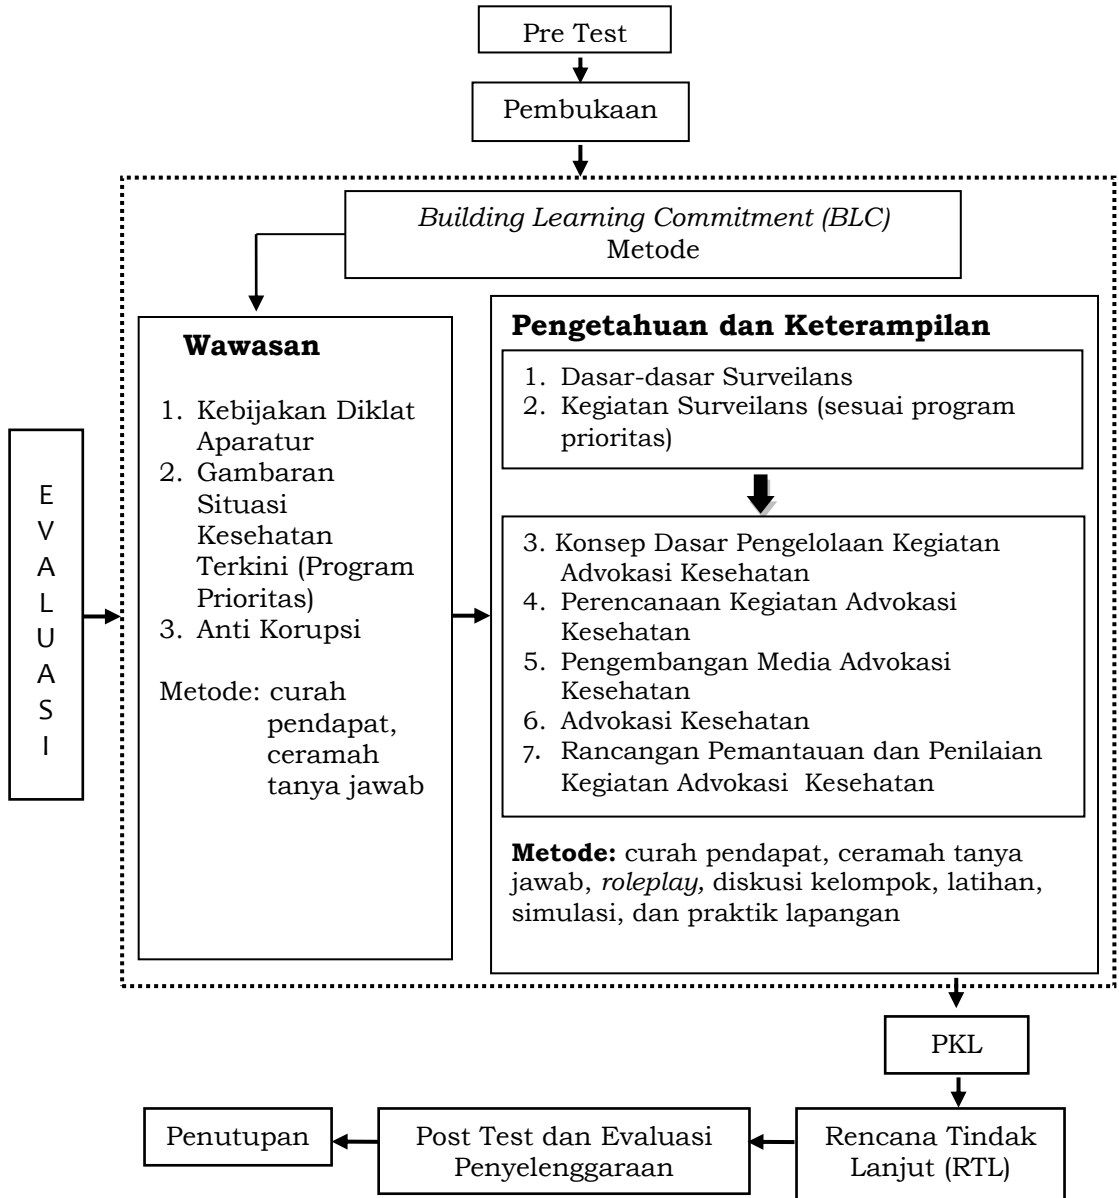 Pre Test
Pembukaan
Building Learning Commitment (BLC)
Metode
Wawasan
1. Kebijakan Diklat
Aparatur
2. Gambaran
Situasi
Kesehatan
Terkini (Program
Prioritas)
3. Anti Korupsi
Metode: curah
pendapat,
ceramah
tanya jawab
Pengetahuan dan Keterampilan
1. Dasar-dasar Surveilans
2. Kegiatan Surveilans (sesuai program
prioritas)
3. Konsep Dasar Pengelolaan Kegiatan
Advokasi Kesehatan
4. Perencanaan Kegiatan Advokasi
Kesehatan
5. Pengembangan Media Advokasi
Kesehatan
6. Advokasi Kesehatan
7. Rancangan Pemantauan dan Penilaian
Kegiatan Advokasi Kesehatan
Metode: curah pendapat, ceramah tanya
jawab, roleplay, diskusi kelompok, latihan,
simulasi, dan praktik lapangan
E
V
A
L
U
A
S
I
PKL
Rencana Tindak
Lanjut (RTL)
Post Test dan Evaluasi
Penyelenggaraan
Penutupan